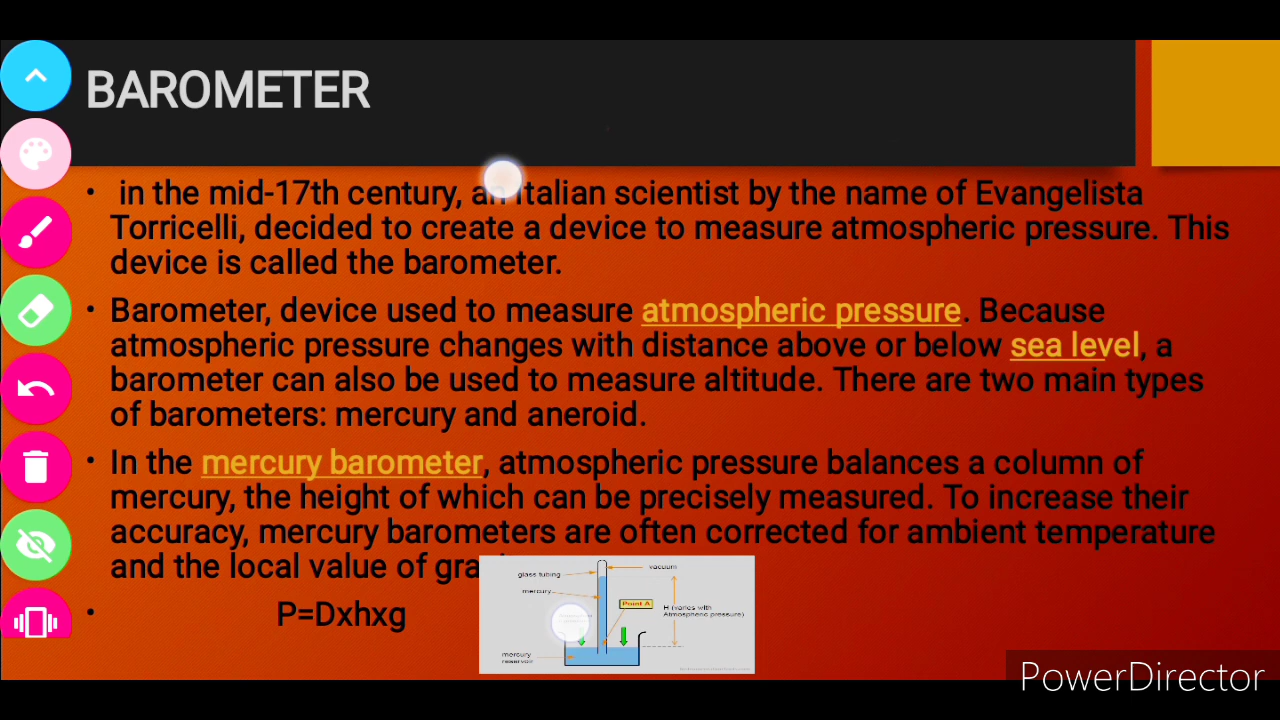 BAROMETER
in the mid-17th century, an Italian scientist by the name of Evangelista
Torricelli, decided to create a device to measure atmospheric pressure. This
device is called the barometer.
Barometer, device used to measure atmospheric pressure. Because
atmospheric pressure changes with distance above or below sea level, a
barometer can also be used to measure altitude. There are two main types
of barometers: mercury and aneroid.
In the mercury barometer, atmospheric pressure balances a column of
mercury, the height of which can be precisely measured. To increase their
accuracy, mercury barometers are often corrected for ambient temperature
and the local value of
P=Dxhxg
vacuum
glass tubing
mercury
Point A
H (varies with
Atmospheric pressure)
mercury
reservoir
PowerDirector